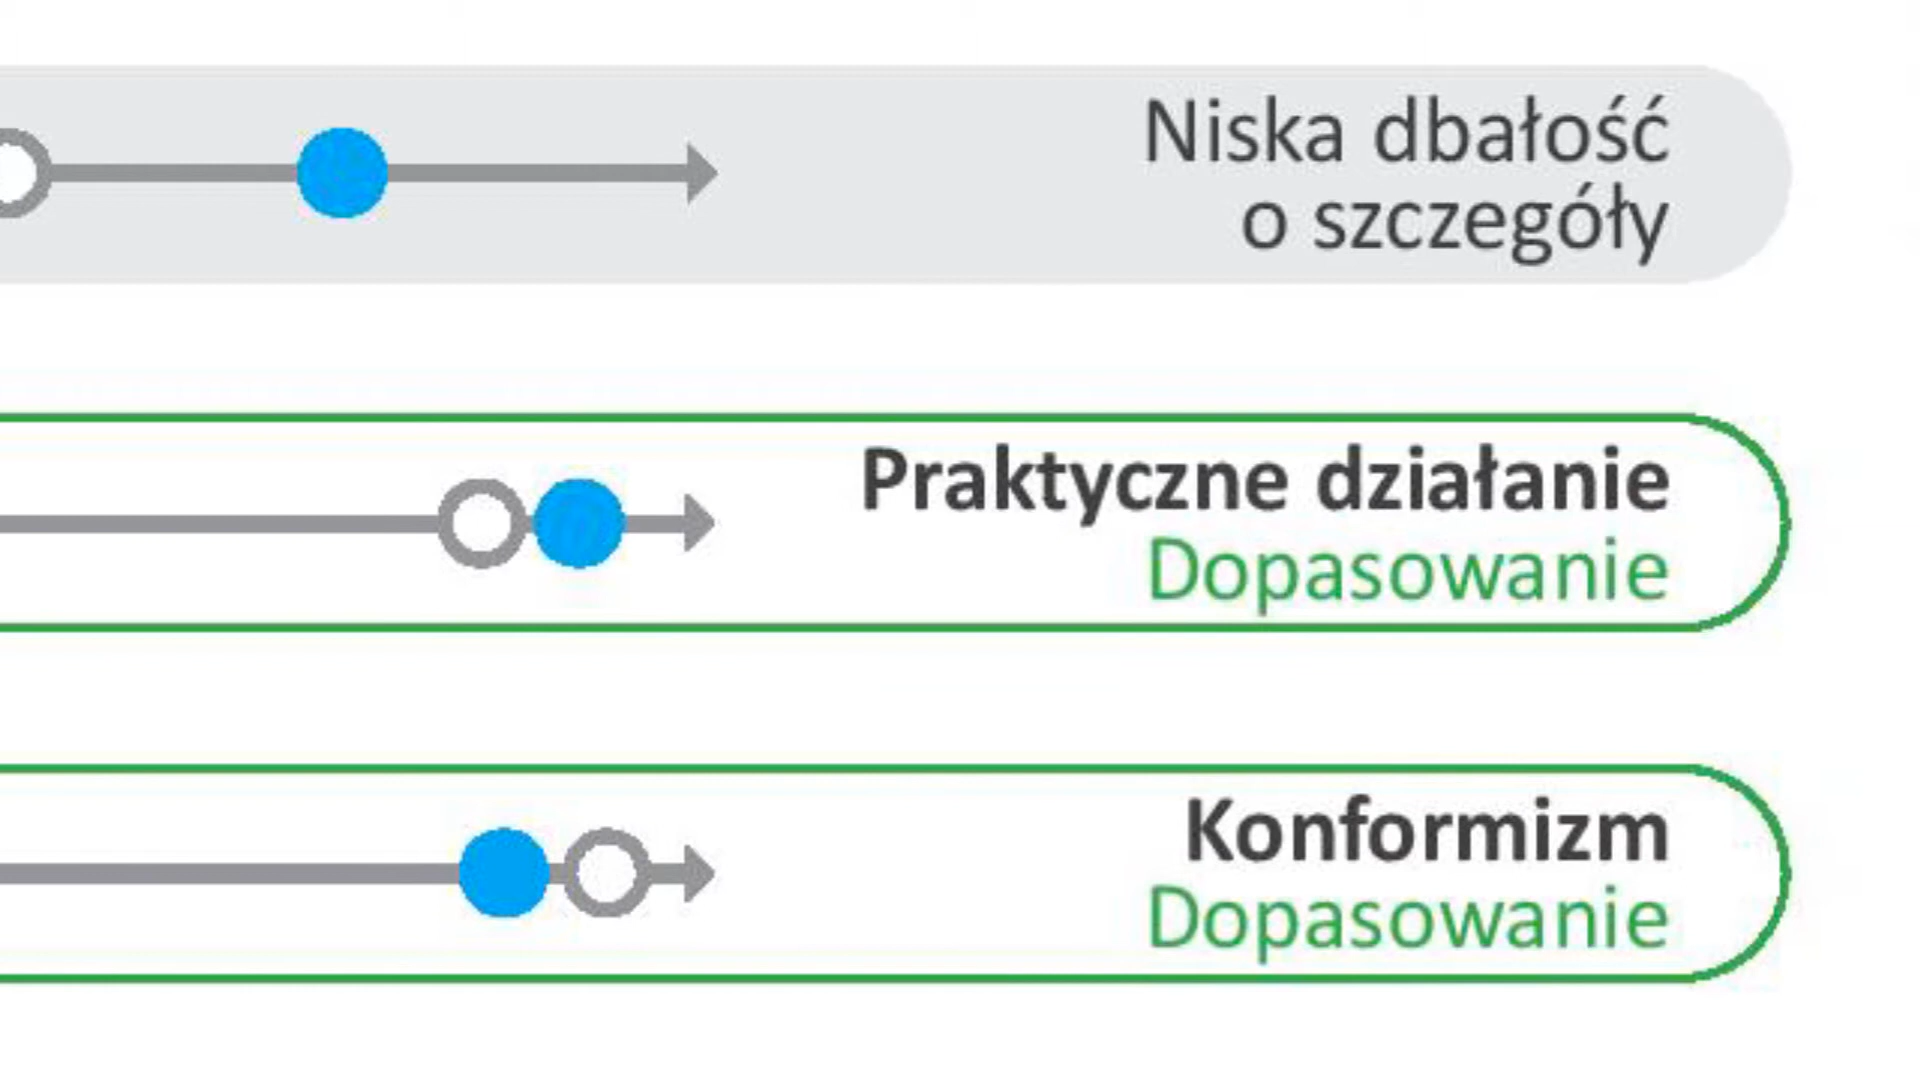 Niska dbałość
o szczegóły
Praktyczne działanie
Dopasowanie
Konformizm
Dopasowanie